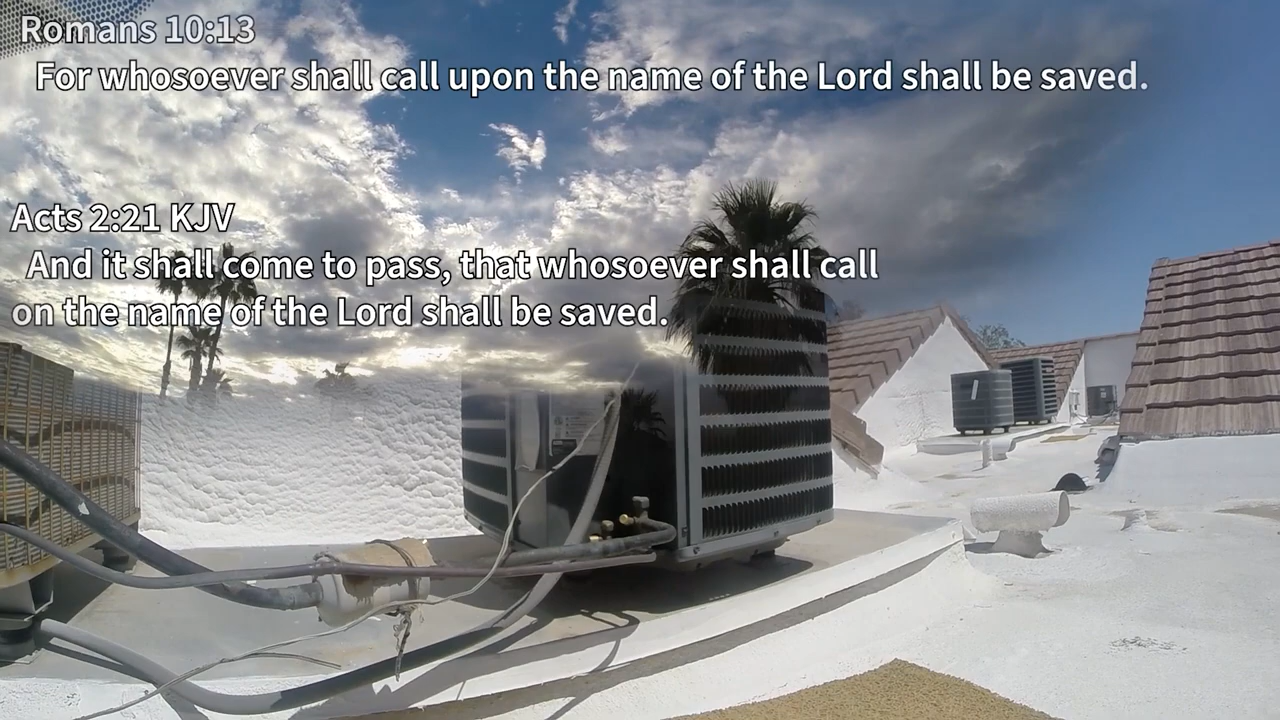 Romans 10:13
For whosoever shall call upon the name of the Lord shall be saved.
Acts 2:21 KJV
And it shall come to pass, that whosoever shall call
on the name of the Lord shall be saved.